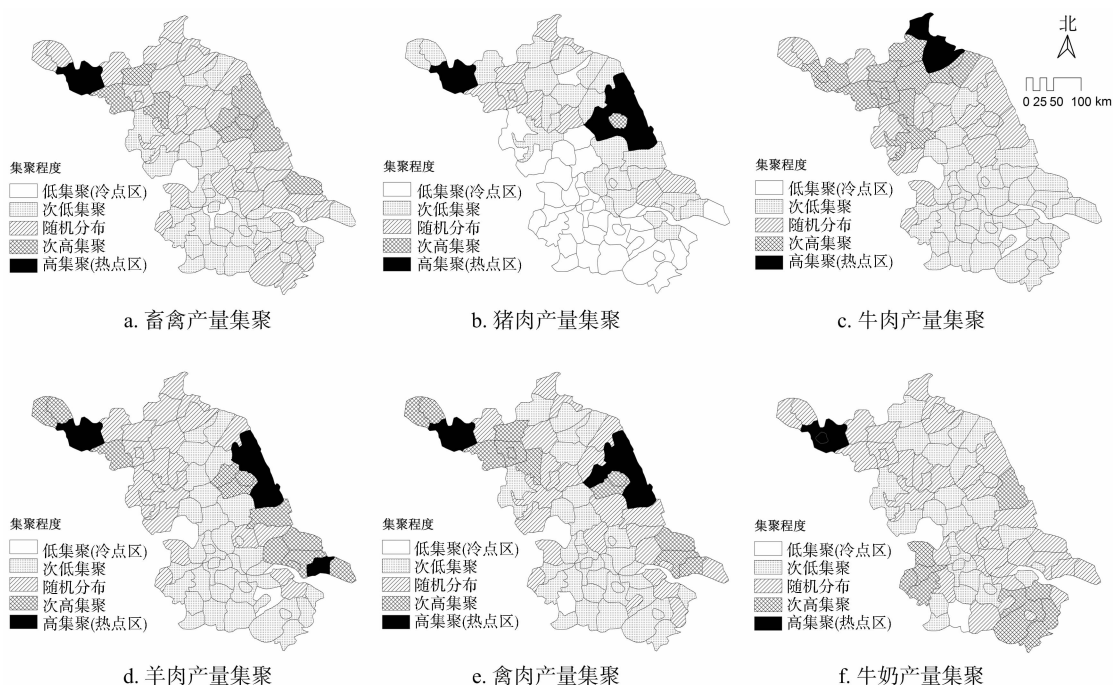 北
0 25 50 100 km
集聚程度
低集聚(冷点区)
次低集聚
随机分布
次高集聚
高集聚(热点区)
a. 畜禽产量集聚
集聚程度
低集聚(冷点区)
次低集聚
随机分布
次高集聚
高集聚(热点区)
b. 猪肉产量集聚
集聚程度
低集聚(冷点区)
次低集聚
随机分布
次高集聚
高集聚(热点区)
c. 牛肉产量集聚
集聚程度
低集聚(冷点区)
次低集聚
随机分布
次高集聚
高集聚(热点区)
d. 羊肉产量集聚
集聚程度
低集聚(冷点区)
次低集聚
随机分布
次高集聚
高集聚(热点区)
e. 禽肉产量集聚
集聚程度
低集聚(冷点区)
次低集聚
随机分布
次高集聚
高集聚(热点区)
f. 牛奶产量集聚